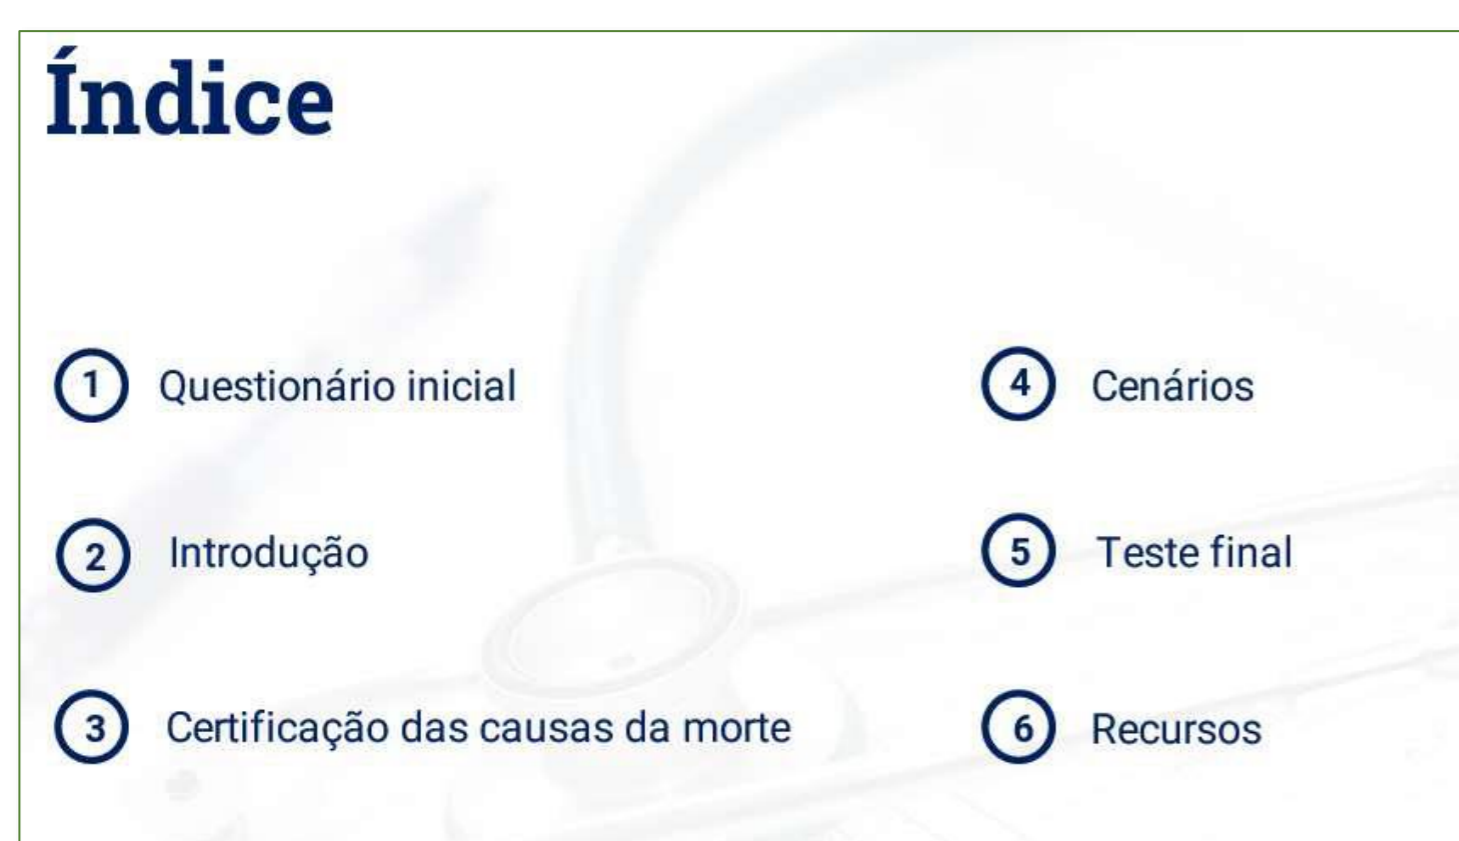 Índice
1 Questionário inicial
2 Introdução
3 Certificação das causas da morte
4 Cenários
5 Teste final
6 Recursos